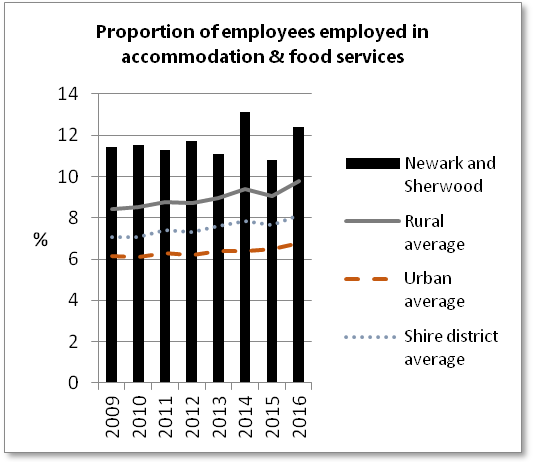 Proportion of employees employed in
accommodation & food services
14
12
10
8
6
4
2
0
%
2009
2010
2011
2012
2013
2014
2015
2016
Newark and
Sherwood
Rural
average
Urban
average
Shire district
average